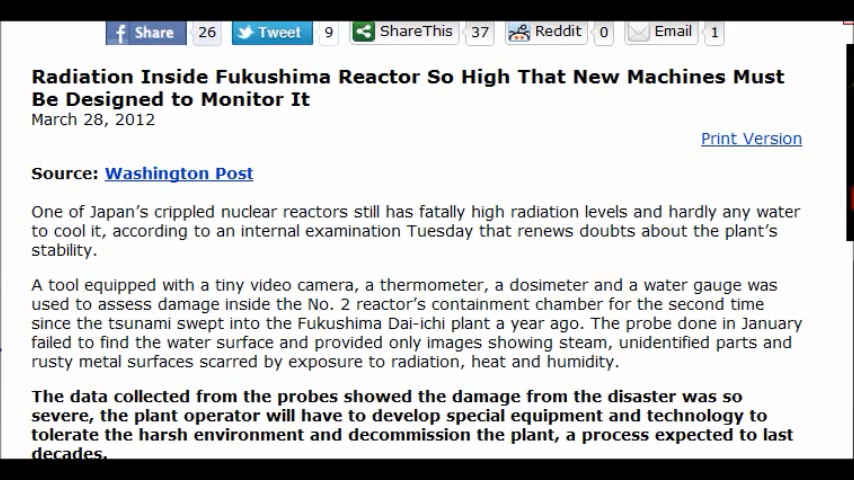 Share 26 Tweet 9 ShareThis 37 Reddit 0 Email 1
Radiation Inside Fukushima Reactor So High That New Machines Must
Be Designed to Monitor It
March 28, 2012
Print Version
Source: Washington Post
One of Japan's crippled nuclear reactors still has fatally high radiation levels and hardly any water
to cool it, according to an internal examination Tuesday that renews doubts about the plant's
stability.
A tool equipped with a tiny video camera, a thermometer, a dosimeter and a water gauge was
used to assess damage inside the No. 2 reactor's containment chamber for the second time
since the tsunami swept into the Fukushima Dai-ichi plant a year ago. The probe done in January
failed to find the water surface and provided only images showing steam, unidentified parts and
rusty metal surfaces scarred by exposure to radiation, heat and humidity.
The data collected from the probes showed the damage from the disaster was so
severe, the plant operator will have to develop special equipment and technology to
tolerate the harsh environment and decommission the plant, a process expected to last
decades.